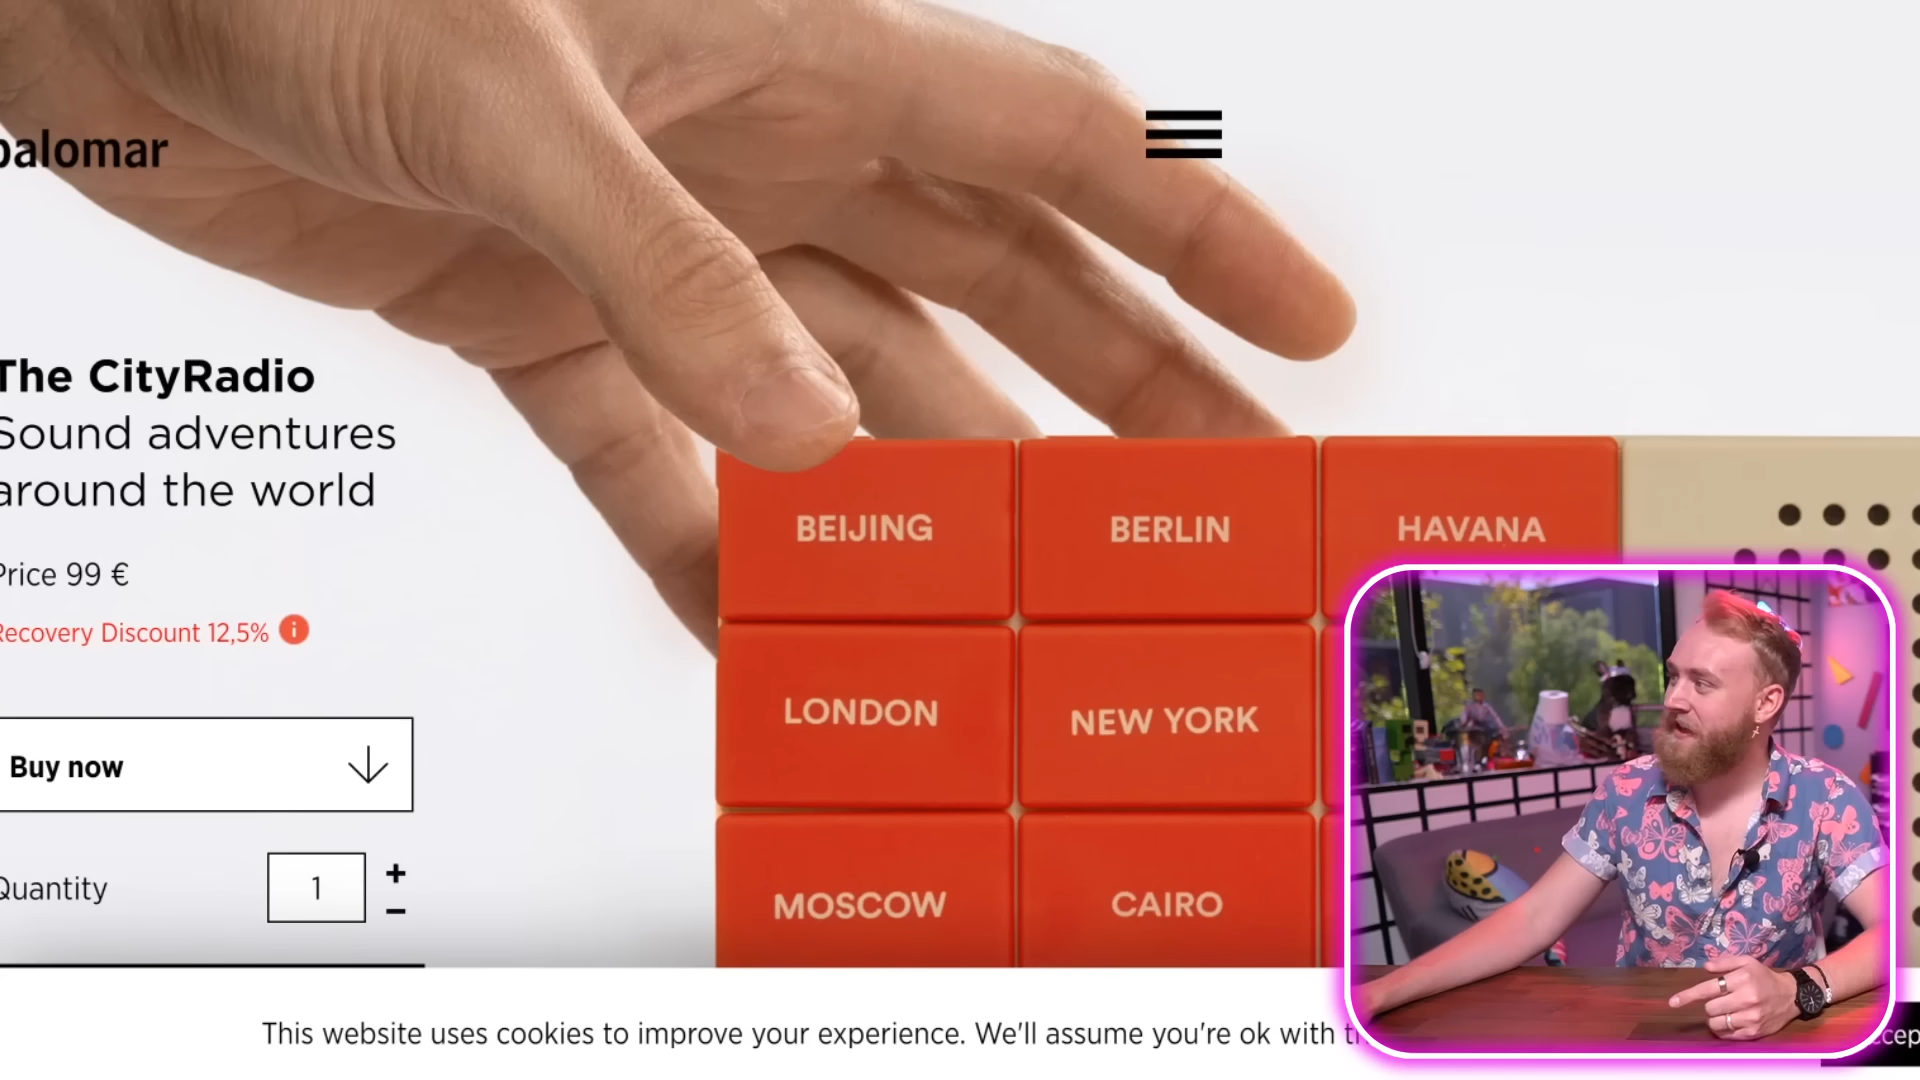 palomar
The CityRadio
Sound adventures
around the world
Price 99 €
Recovery Discount 12,5%
Buy now
Quantity
1
+
−
BEIJING
BERLIN
HAVANA
LONDON
NEW YORK
MOSCOW
CAIRO
This website uses cookies to improve your experience. We'll assume you're ok with